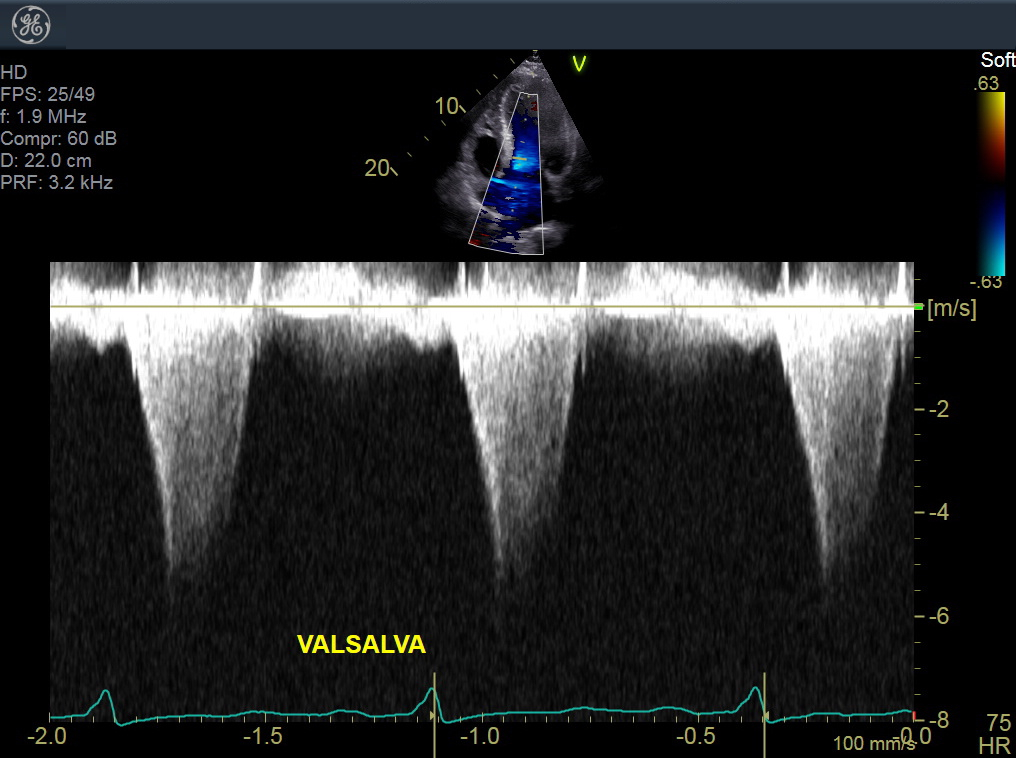 GE
V
Soft
.63
HD
FPS: 25/49
f: 1.9 MHz
Compr: 60 dB
D: 22.0 cm
PRF: 3.2 kHz
10
20
-.63
[m/s]
-2
-4
-6
VALSALVA
-8
-2.0 -1.5 -1.0 -0.5 -0.0
100 mm/s
75
HR